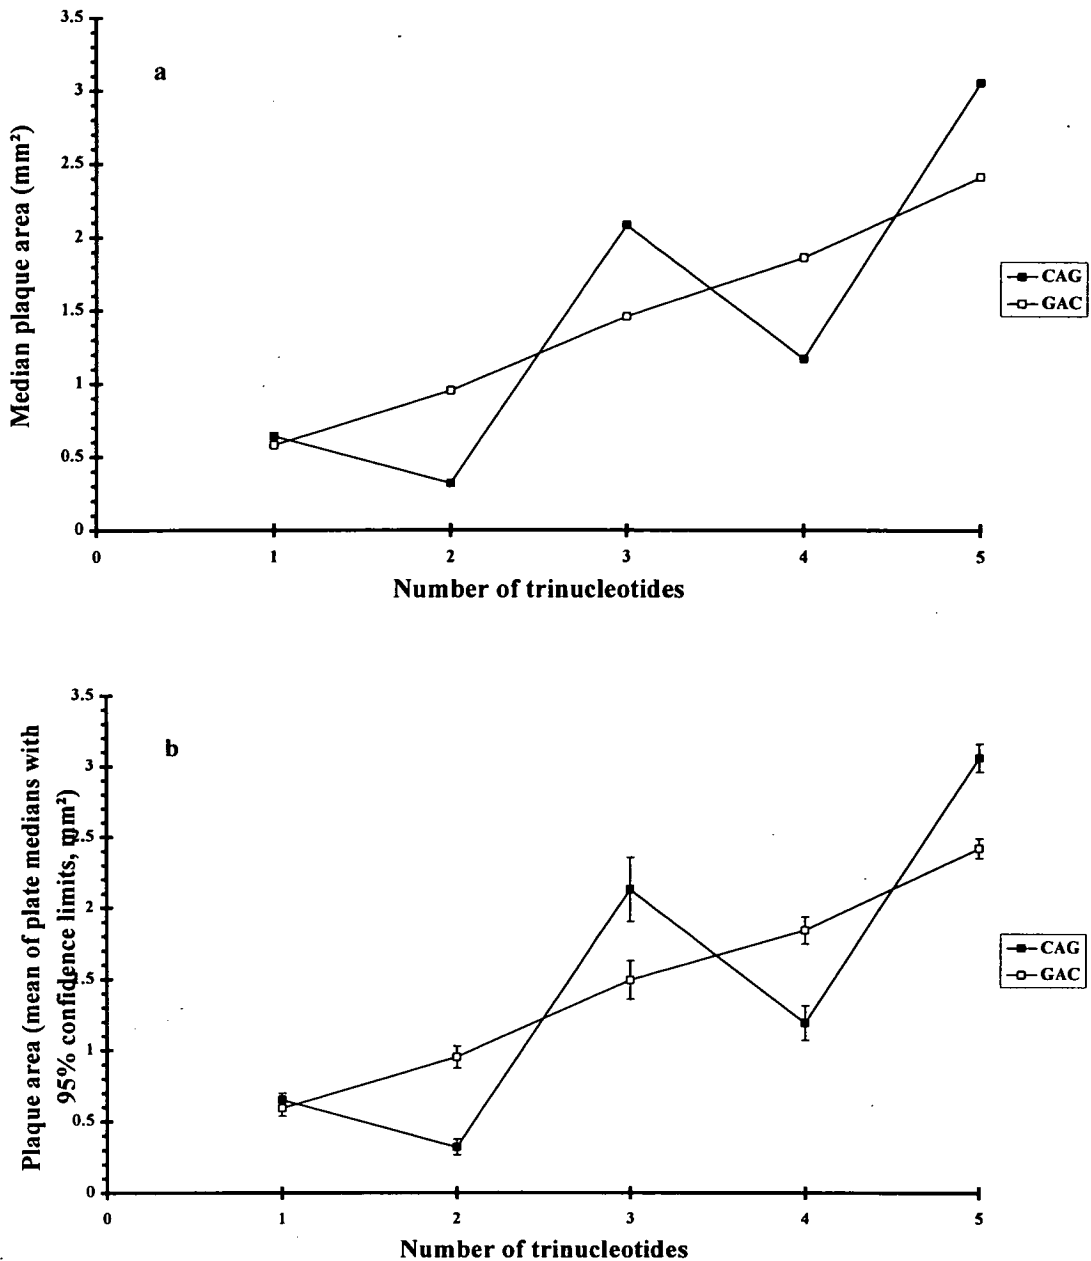 a
Median plaque area (mm²)
3.5
3
2.5
2
1.5
1
0.5
0
0 1 2 3 4 5
Number of trinucleotides
CAG
GAC
b
Plaque area (mean of plate medians with
95% confidence limits, mm²)
3.5
3
2.5
2
1.5
1
0.5
0
0 1 2 3 4 5
Number of trinucleotides
CAG
GAC